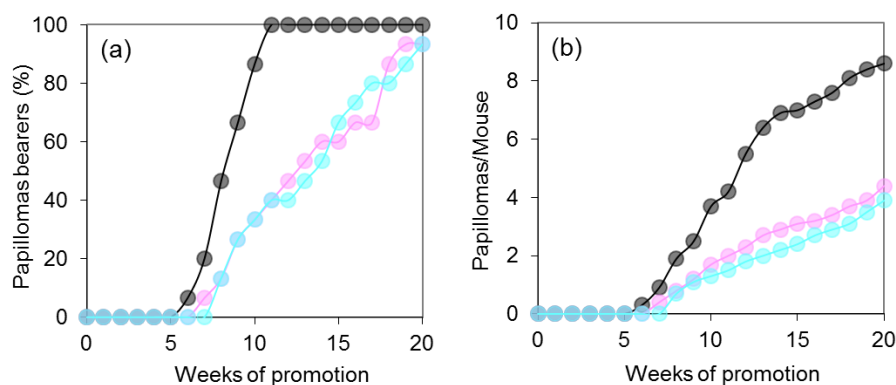 (a)
Papillomas bearers (%)
100
80
60
40
20
0
0 5 10 15 20
Weeks of promotion
(b)
Papillomas/Mouse
10
8
6
4
2
0
0 5 10 15 20
Weeks of promotion